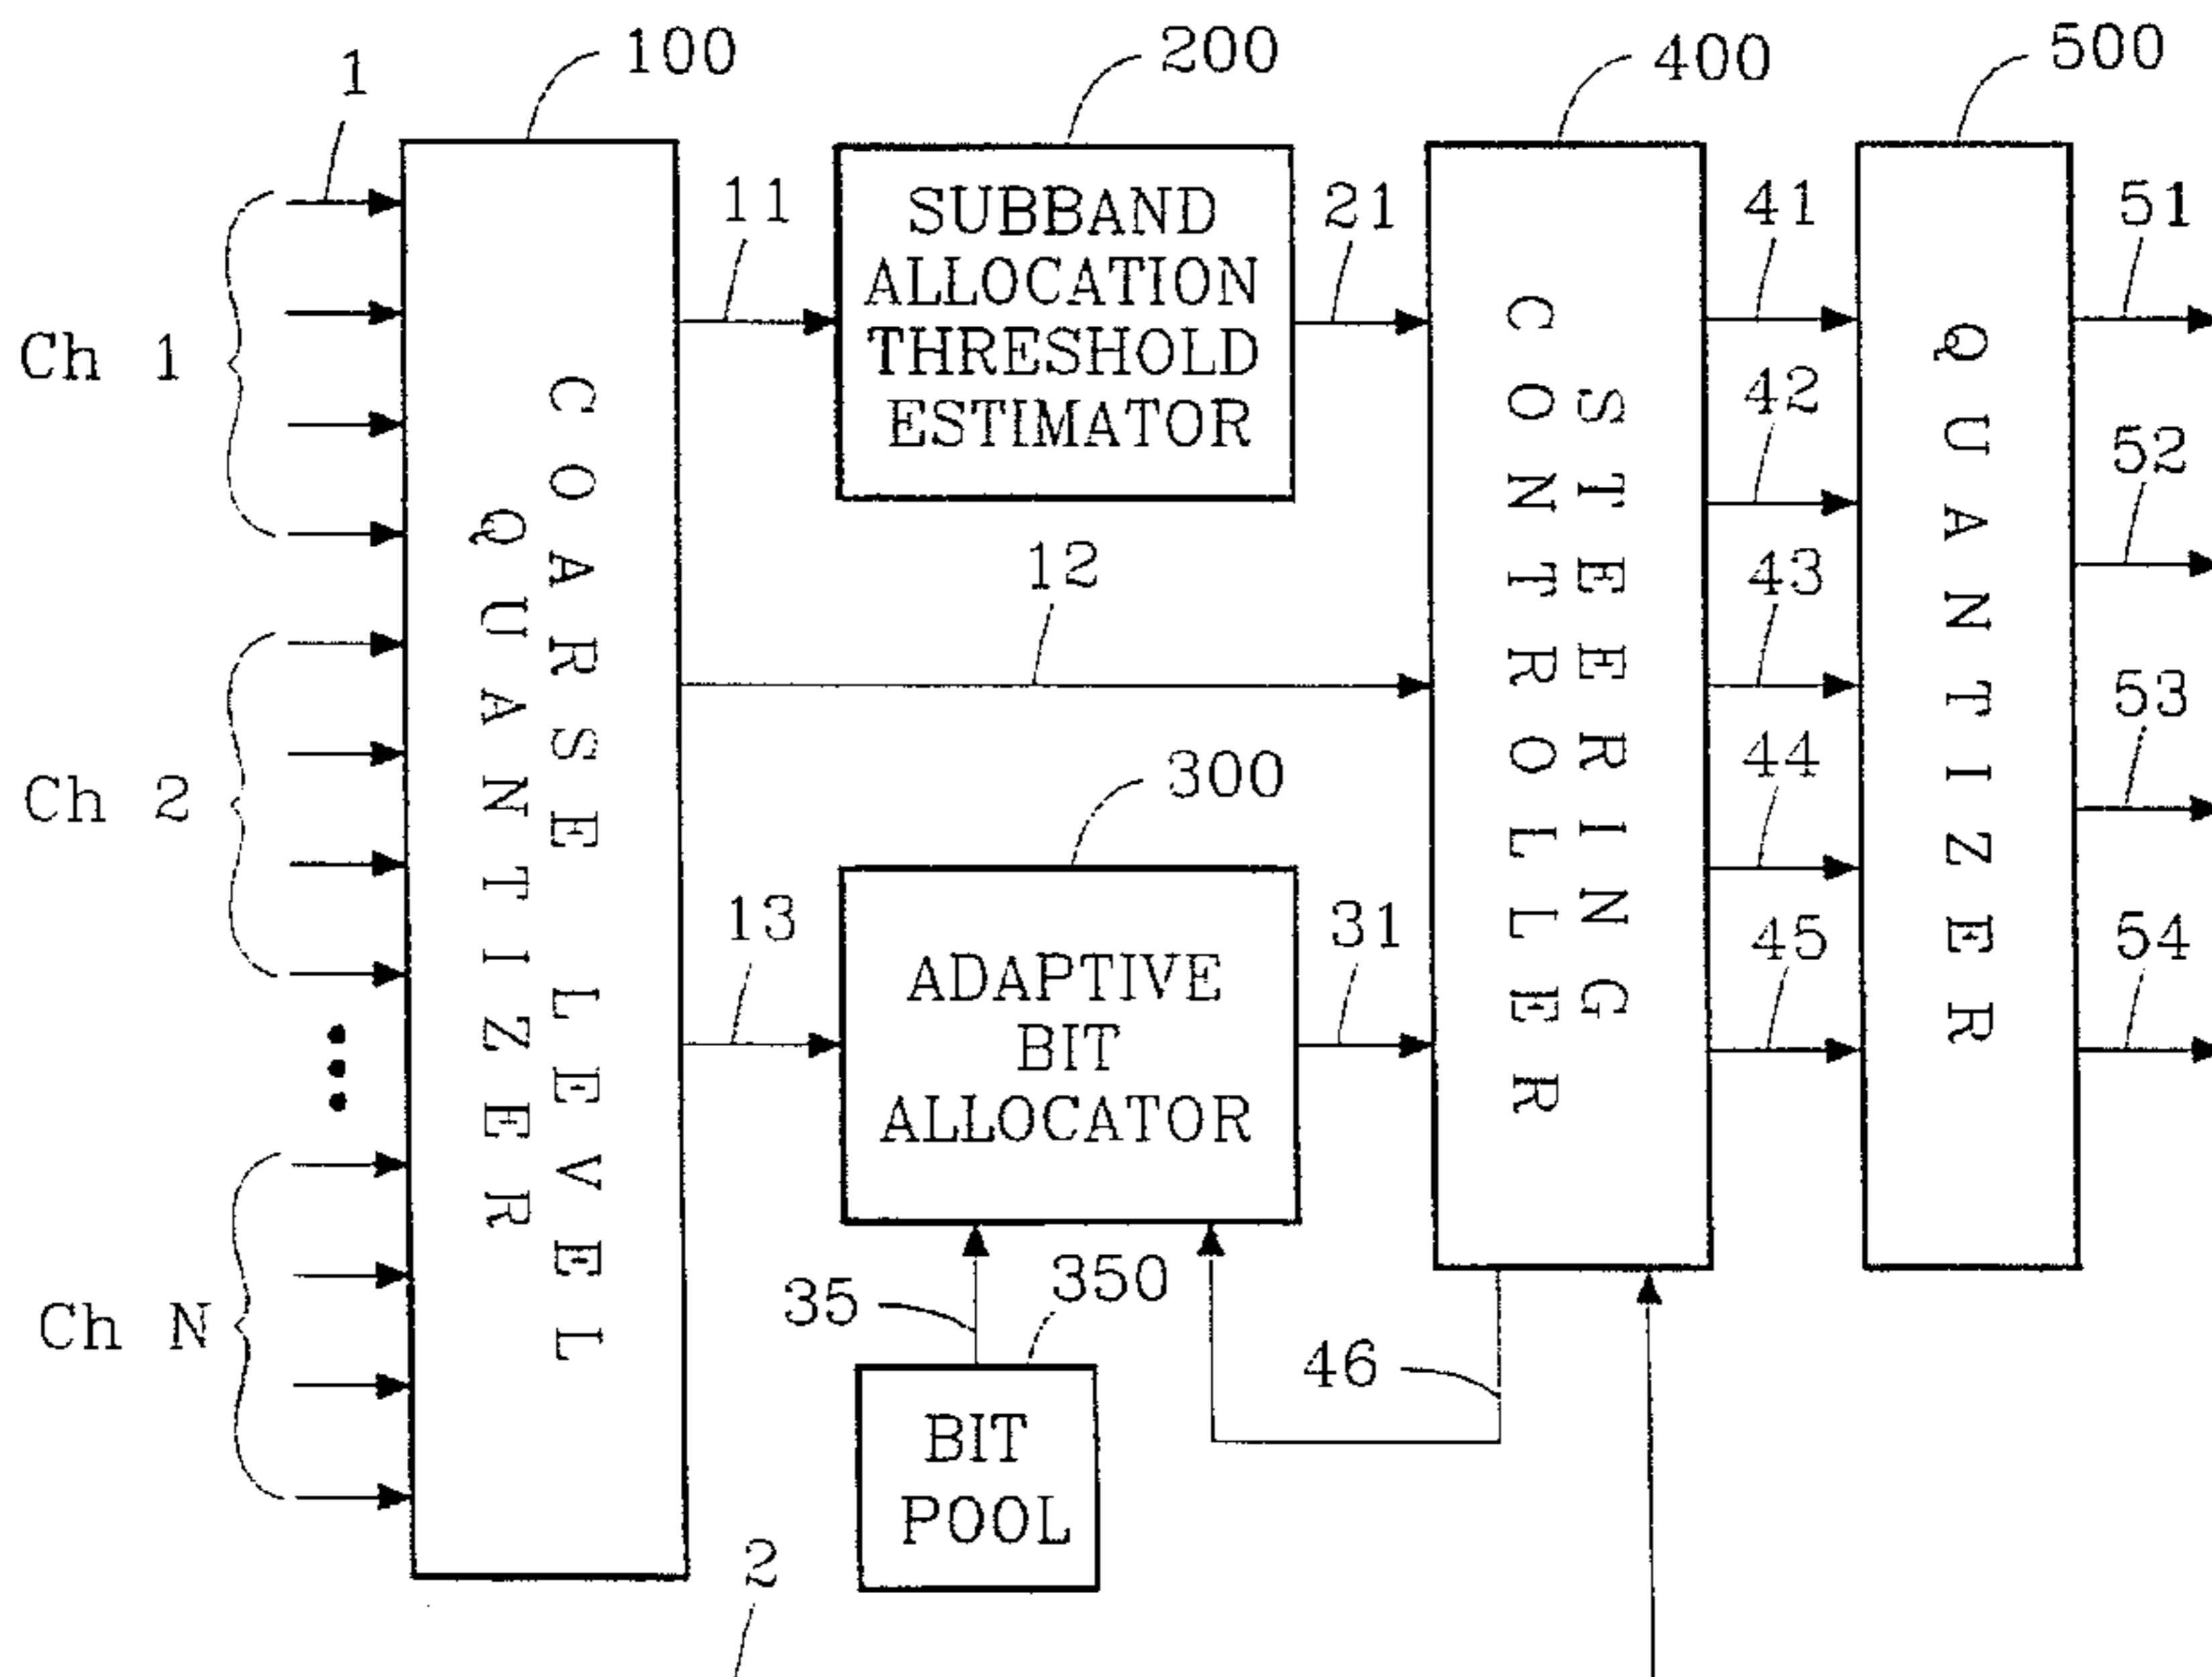 100
200
400
500
1
11
21
41
51
SUBBAND
ALLOCATION
THRESHOLD
ESTIMATOR
Ch 1
42
52
12
43
53
COARSE LEVEL
QUANTIZER
STEERING
CONTROLLER
QUANTIZER
Ch 2
300
44
13
31
45
54
ADAPTIVE
BIT
ALLOCATOR
35
350
Ch N
46
BIT
POOL
2